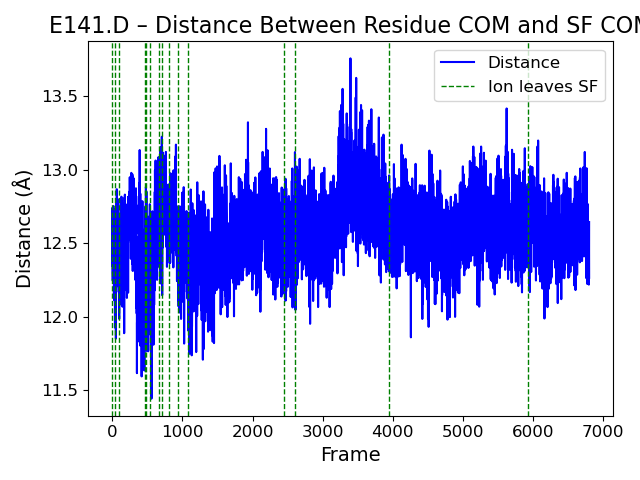 E141.D – Distance Between Residue COM and SF COM
Distance
Ion leaves SF
Distance (Å)
13.5
13.0
12.5
12.0
11.5
0 1000 2000 3000 4000 5000 6000 7000
Frame